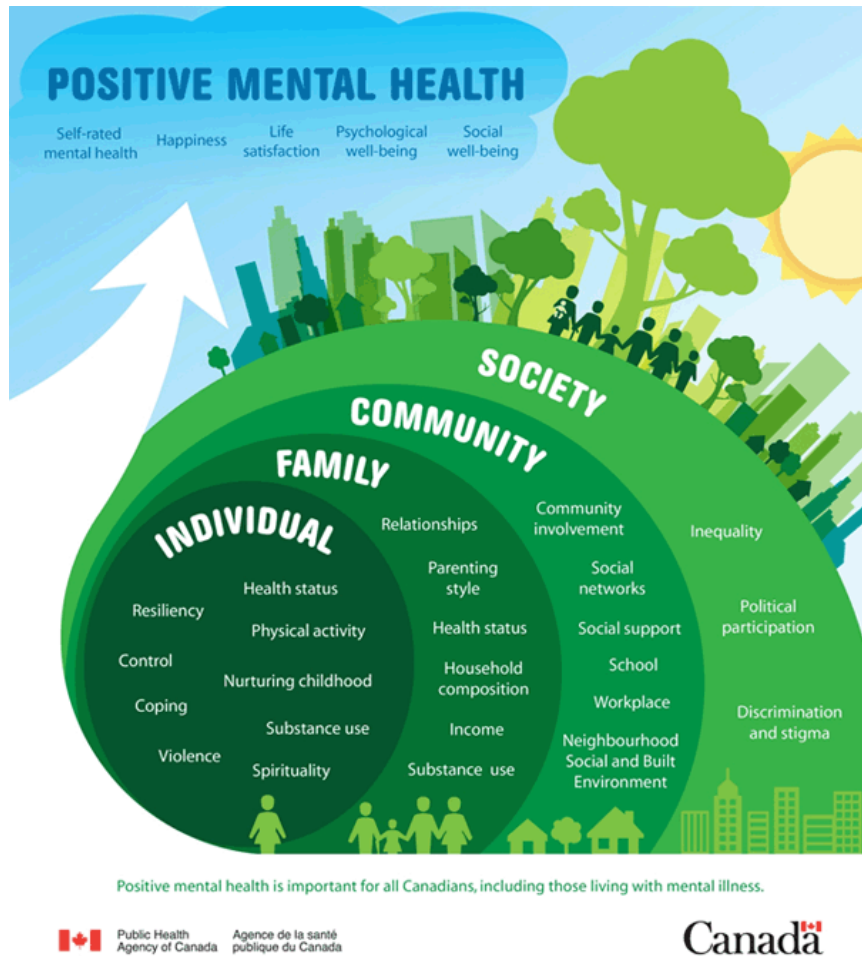 POSITIVE MENTAL HEALTH
Self-rated
mental health
Happiness
Life
satisfaction
Psychological
well-being
Social
well-being
SOCIETY
COMMUNITY
FAMILY
INDIVIDUAL
Health status
Resiliency
Physical activity
Control
Nurturing childhood
Coping
Substance use
Violence
Spirituality
Relationships
Parenting
style
Health status
Household
composition
Income
Substance use
Community
involvement
Social
networks
Social support
School
Workplace
Neighbourhood
Social and Built
Environment
Inequality
Political
participation
Discrimination
and stigma
Positive mental health is important for all Canadians, including those living with mental illness.
Public Health
Agency of Canada
Agence de la santé
publique du Canada
Canada